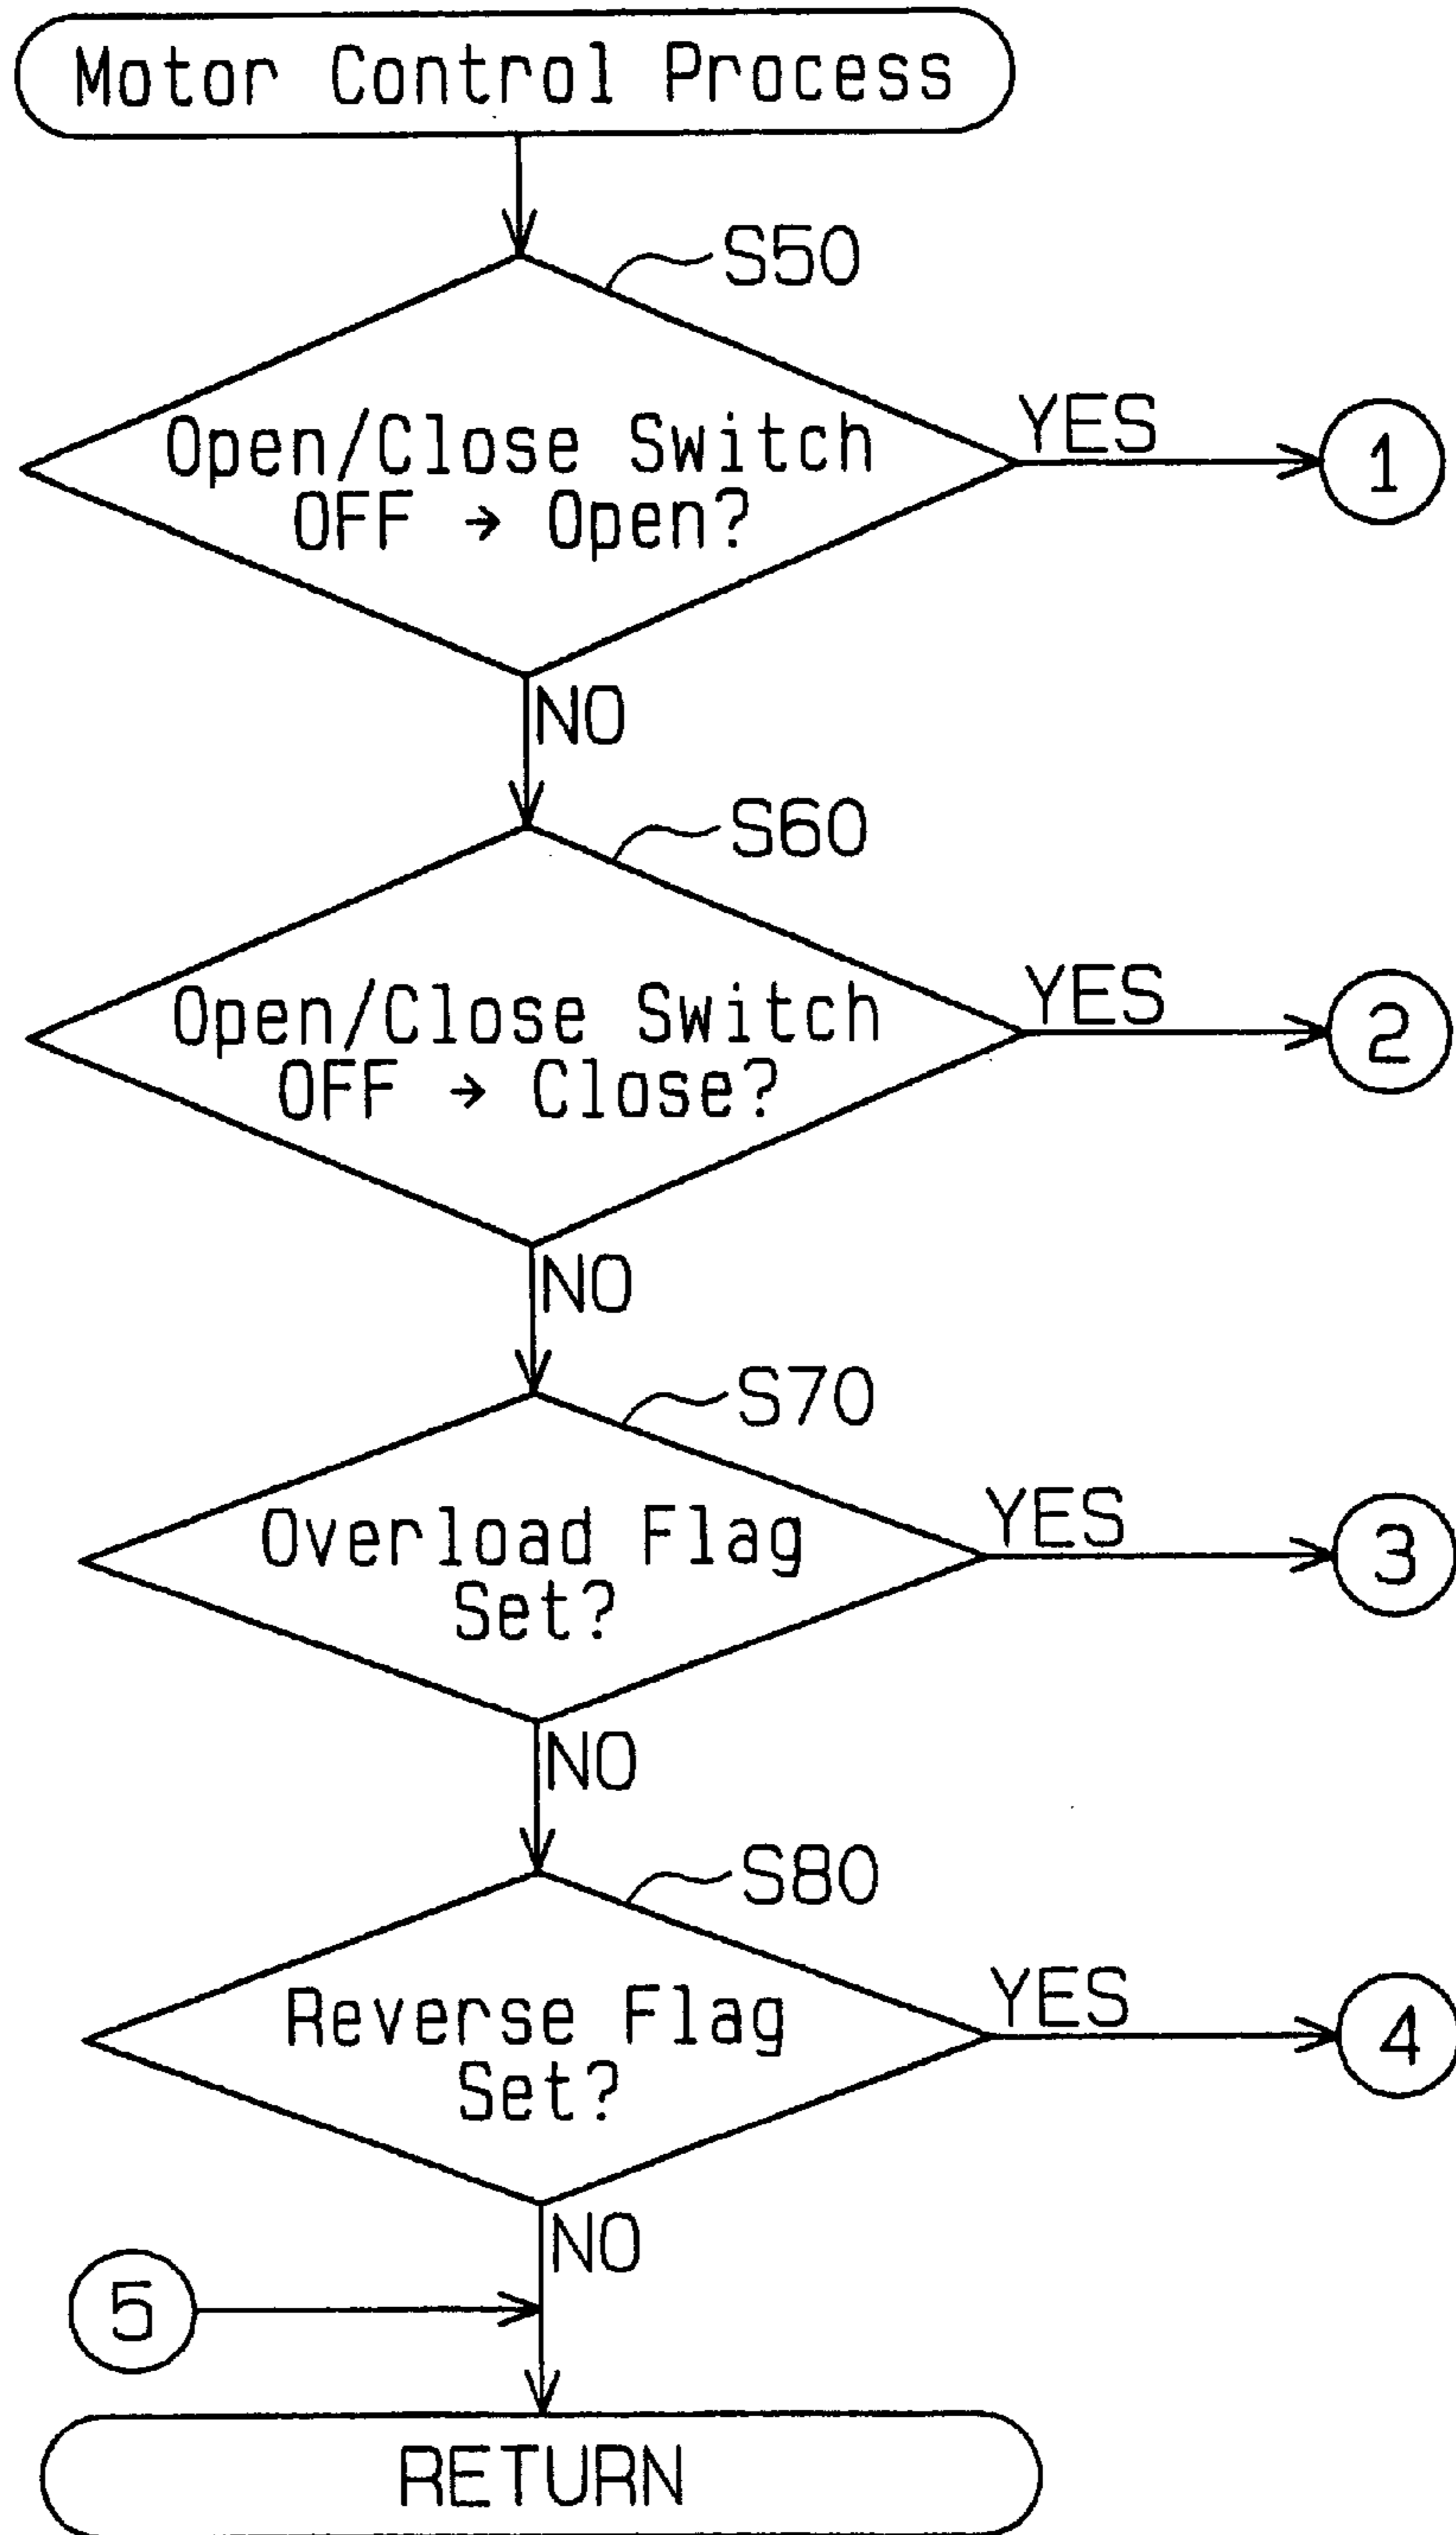 Motor Control Process
S50
Open/Close Switch
OFF → Open?
YES
1
NO
S60
Open/Close Switch
OFF → Close?
YES
2
NO
S70
Overload Flag
Set?
YES
3
NO
S80
Reverse Flag
Set?
YES
4
NO
5
RETURN